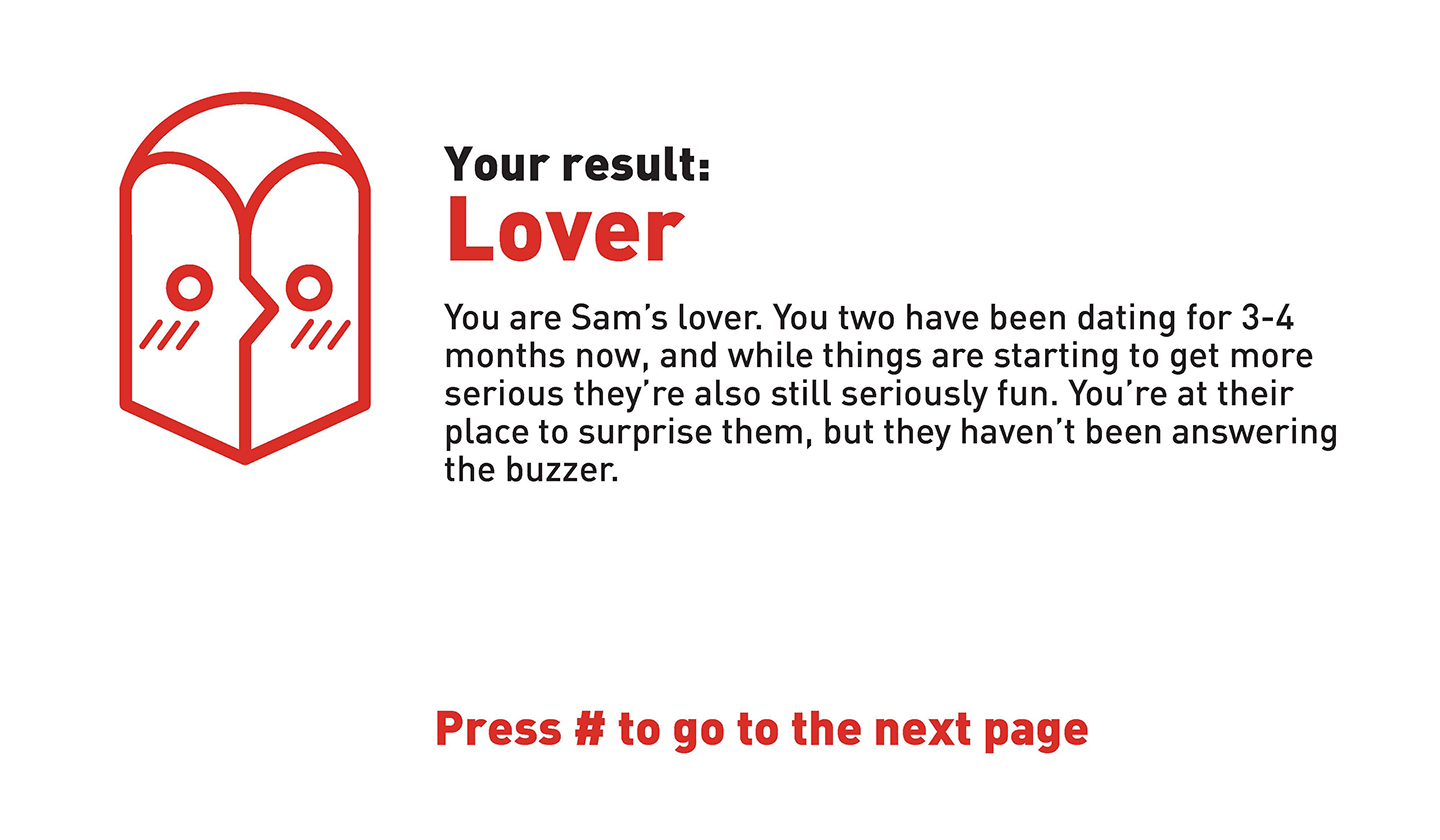 Your result:
Lover
You are Sam’s lover. You two have been dating for 3-4
months now, and while things are starting to get more
serious they’re also still seriously fun. You’re at their
place to surprise them, but they haven’t been answering
the buzzer.
Press # to go to the next page